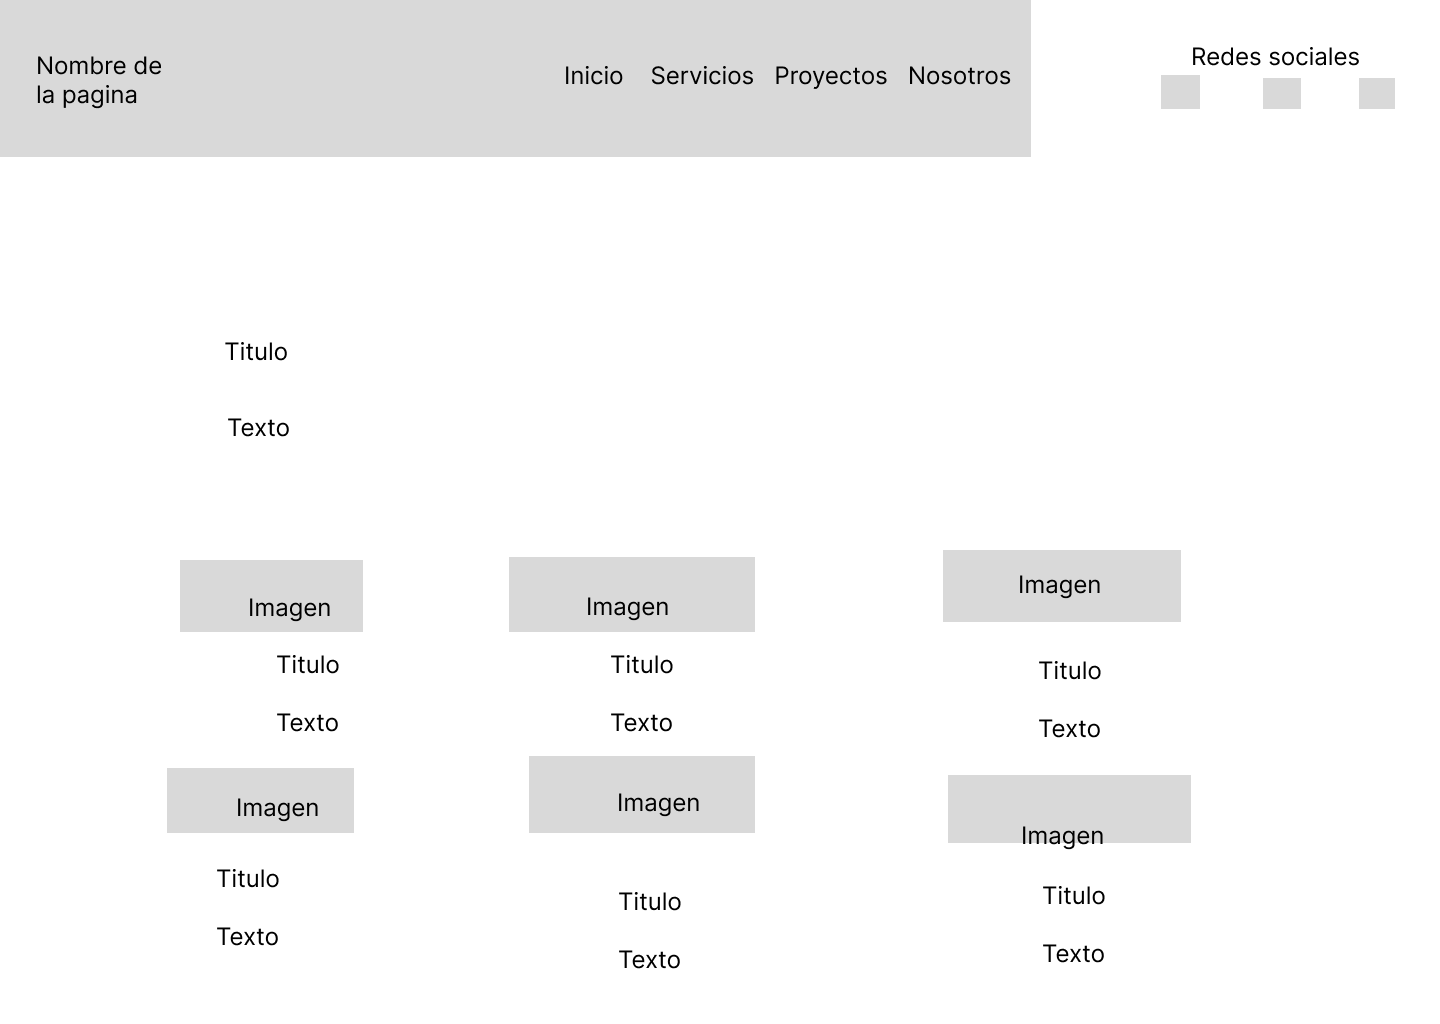 Nombre de
la pagina
Inicio Servicios Proyectos Nosotros
Redes sociales
Titulo
Texto
Imagen
Titulo
Texto
Imagen
Titulo
Texto
Imagen
Titulo
Texto
Imagen
Titulo
Texto
Imagen
Titulo
Texto
Imagen
Titulo
Texto